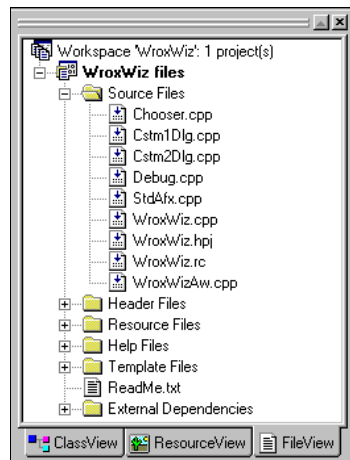 Workspace 'WroxWiz': 1 project(s)
WroxWiz files
Source Files
Chooser.cpp
Cstm1Dlg.cpp
Cstm2Dlg.cpp
Debug.cpp
StdAfx.cpp
WroxWiz.cpp
WroxWiz.hpj
WroxWiz.rc
WroxWizAw.cpp
Header Files
Resource Files
Help Files
Template Files
ReadMe.txt
External Dependencies
ClassView ResourceView FileView